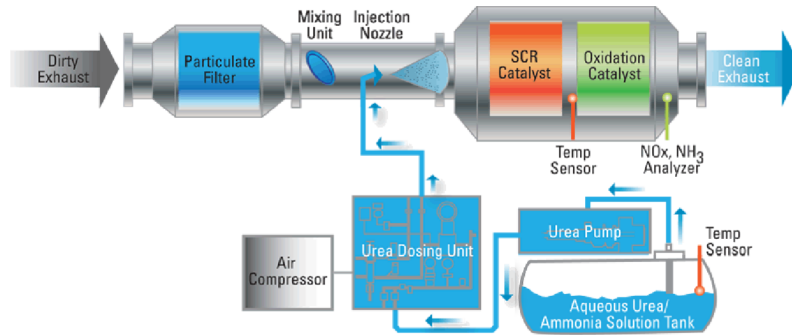 Mixing Unit
Injection Nozzle
Dirty
Exhaust
Particulate
Filter
SCR
Catalyst
Oxidation
Catalyst
Clean
Exhaust
Temp
Sensor
NOx, NH3
Analyzer
Air
Compressor
Urea Dosing Unit
Urea Pump
Temp
Sensor
Aqueous Urea/
Ammonia Solution Tank